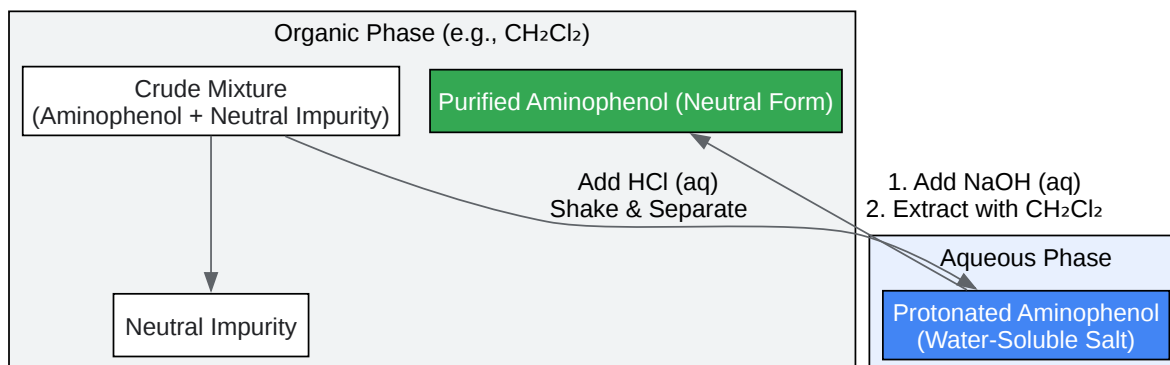 Organic Phase (e.g., CH₂Cl₂)
Crude Mixture
(Aminophenol + Neutral Impurity)
Purified Aminophenol (Neutral Form)
Add HCl (aq)
Shake & Separate
1. Add NaOH (aq)
2. Extract with CH₂Cl₂
Aqueous Phase
Neutral Impurity
Protonated Aminophenol
(Water-Soluble Salt)